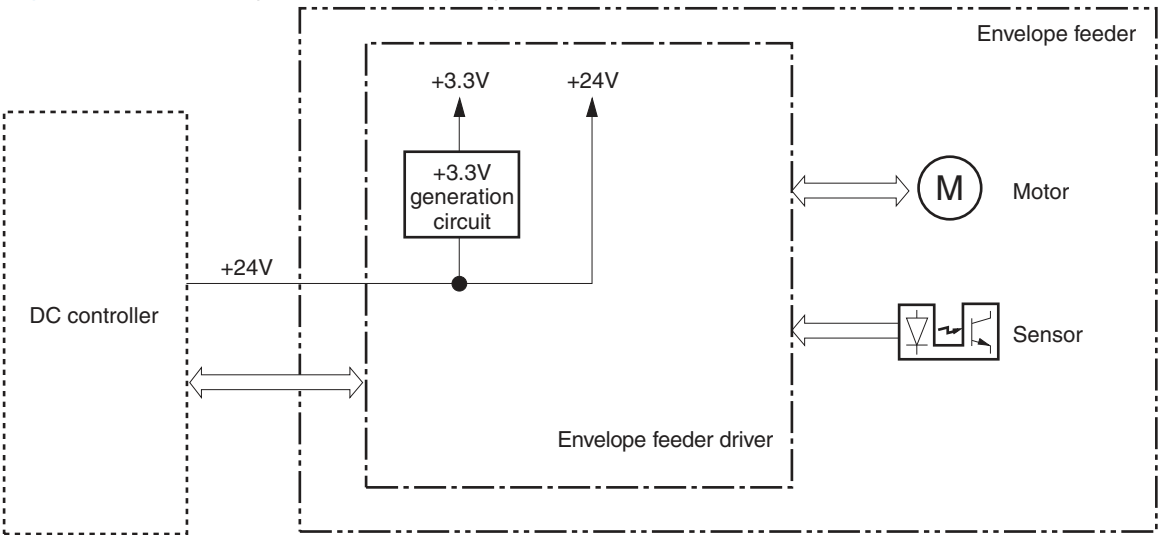 Envelope feeder
+3.3V
+24V
+3.3V
generation
circuit
M
Motor
+24V
DC controller
Sensor
Envelope feeder driver